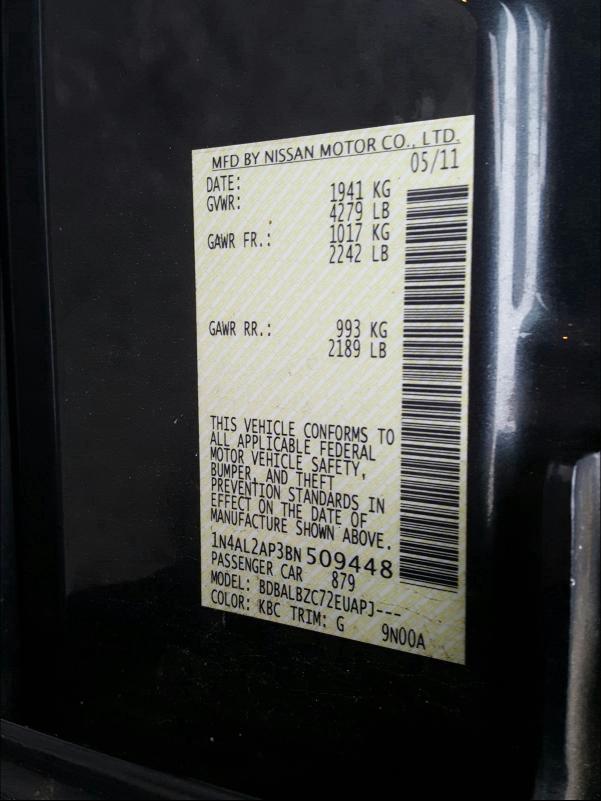 MFD BY NISSAN MOTOR CO., LTD.
DATE: 05/11
GVWR: 1941 KG
4279 LB
GAWR FR.: 1017 KG
2242 LB
GAWR RR.: 993 KG
2189 LB
THIS VEHICLE CONFORMS TO
ALL APPLICABLE FEDERAL
MOTOR VEHICLE SAFETY,
BUMPER, AND THEFT
PREVENTION STANDARDS IN
EFFECT ON THE DATE OF
MANUFACTURE SHOWN ABOVE.
1N4AL2AP3BN 509448
PASSENGER CAR 879
MODEL: BDBALBZC72EUAPJ---
COLOR: KBC TRIM: G 9N00A